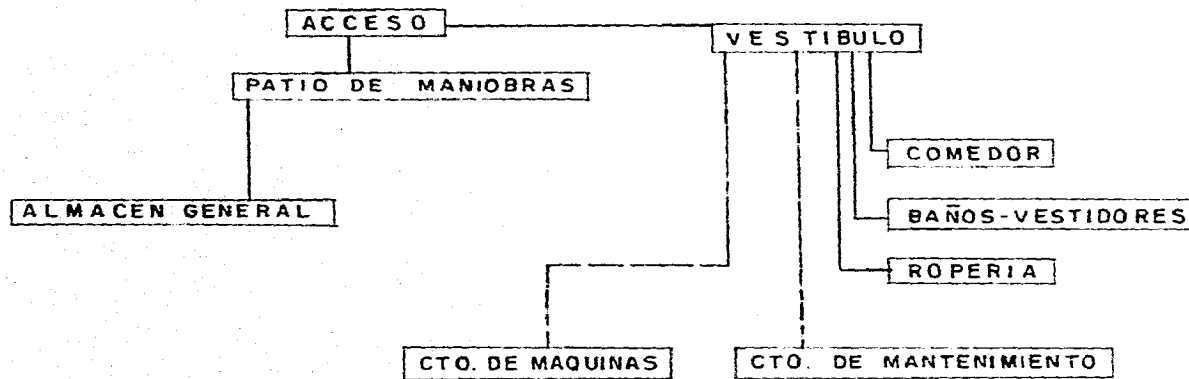 ACCESO
VESTIBULO
PATIO DE MANIOBRAS
COMEDOR
ALMACEN GENERAL
BAÑOS-VESTIDORES
ROPERIA
CTO. DE MAQUINAS
CTO. DE MANTENIMIENTO